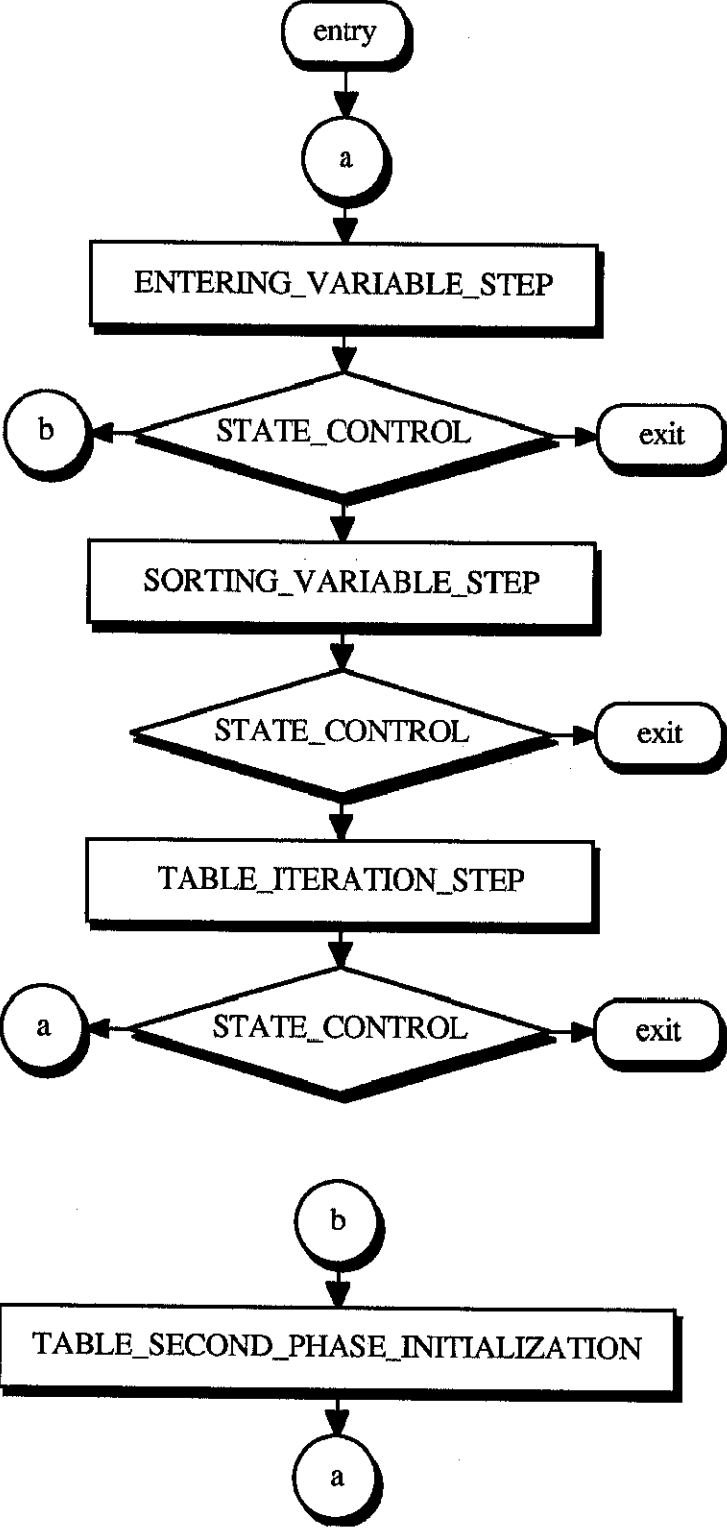 entry
a
ENTERING_VARIABLE_STEP
b
STATE_CONTROL
exit
SORTING_VARIABLE_STEP
STATE_CONTROL
exit
TABLE_ITERATION_STEP
a
STATE_CONTROL
exit
b
TABLE_SECOND_PHASE_INITIALIZATION
a